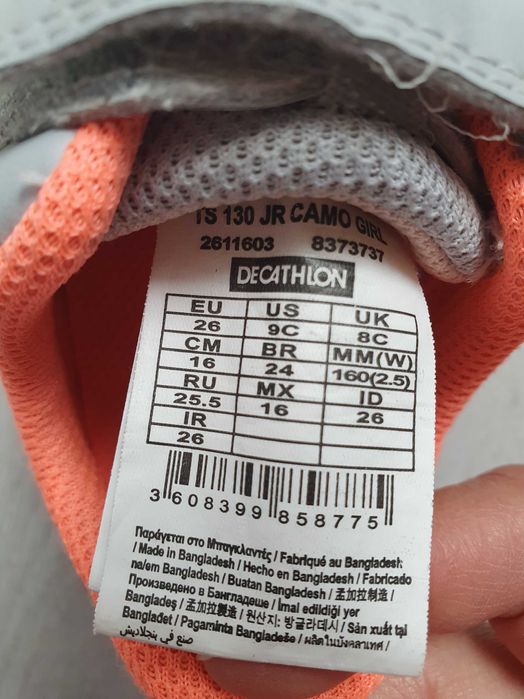 TS 130 JR CAMO GIRL
2611603 8373737
DECATHLON
EU US UK
26 9C 8C
CM BR MM(W)
16 24 160(2.5)
RU MX ID
25.5 16 26
IR
26
3 608399 858775
Παράγεται στο Μπαγκλαντές / Fabriqué au Bangladesh
/ Made in Bangladesh / Hecho en Bangladesh / Fabricado
na/em Bangladesh / Buatan Bangladesh / 孟加拉制造 /
Произведено в Бангладеше / İmal edildiği yer
Bangladeş / 孟加拉製造 / 원산지: 방글라데시 / Sản xuất tại
Bangladet / Pagaminta Bangladeše / ผลิตในบังคลาเทศ /
صنع في بنجلاديش